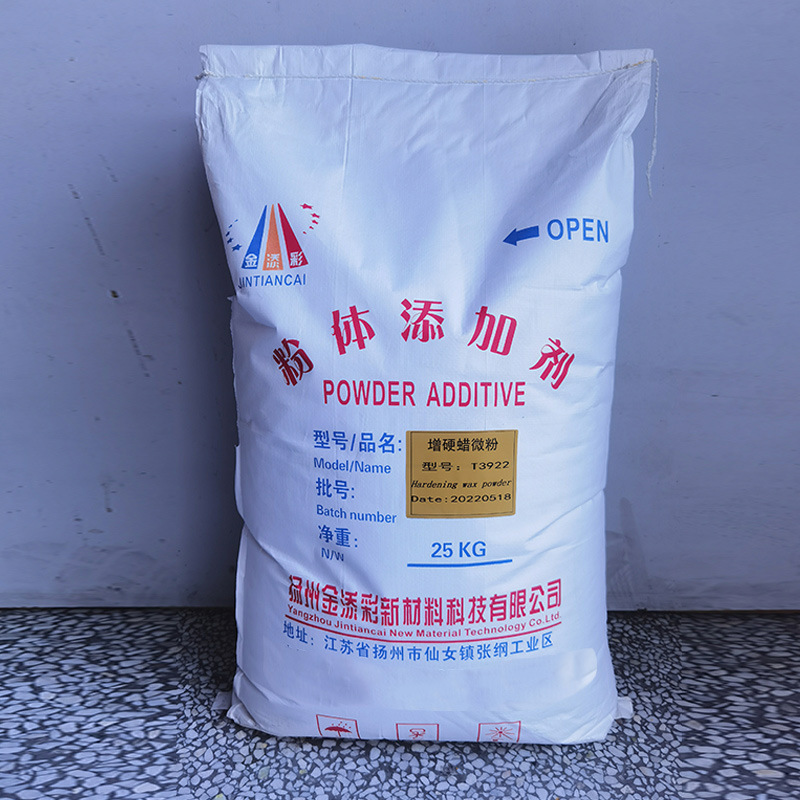 金添彩
JINTIANCAI
OPEN
粉体添加剂
POWDER ADDITIVE
型号/品名:
Model/Name
批号:
Batch number
净重:
N/W
增硬蜡微粉
型号: T3922
Hardening wax powder
Date:20220518
25 KG
扬州金添彩新材料科技有限公司
Yangzhou Jintiancai New Material Technology Co.Ltd.
地址: 江苏省扬州市仙女镇张纲工业区